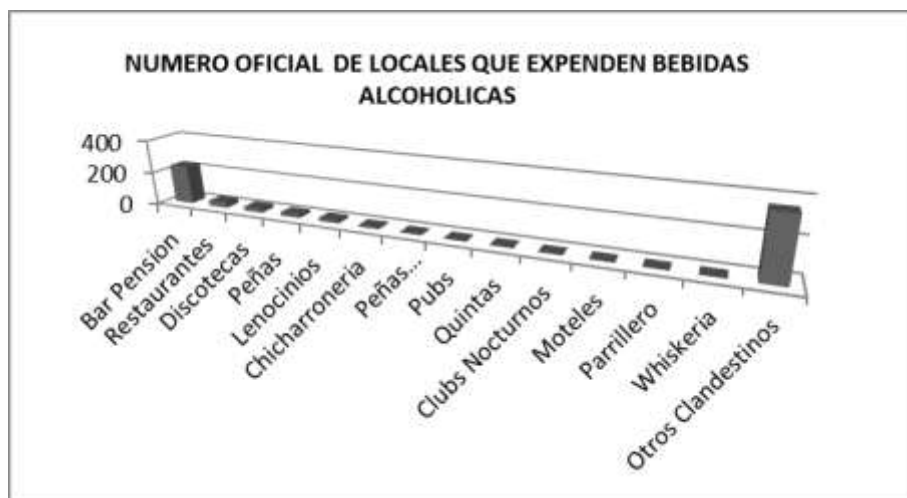 NUMERO OFICIAL DE LOCALES QUE EXPENDEN BEBIDAS
ALCOHOLICAS
400
200
0
Bar Pension
Restaurantes
Discotecas
Peñas
Lenocinios
Chicharroneria
Peñas...
Pubs
Quintas
Clubs Nocturnos
Moteles
Parrillero
Whiskeria
Otros Clandestinos